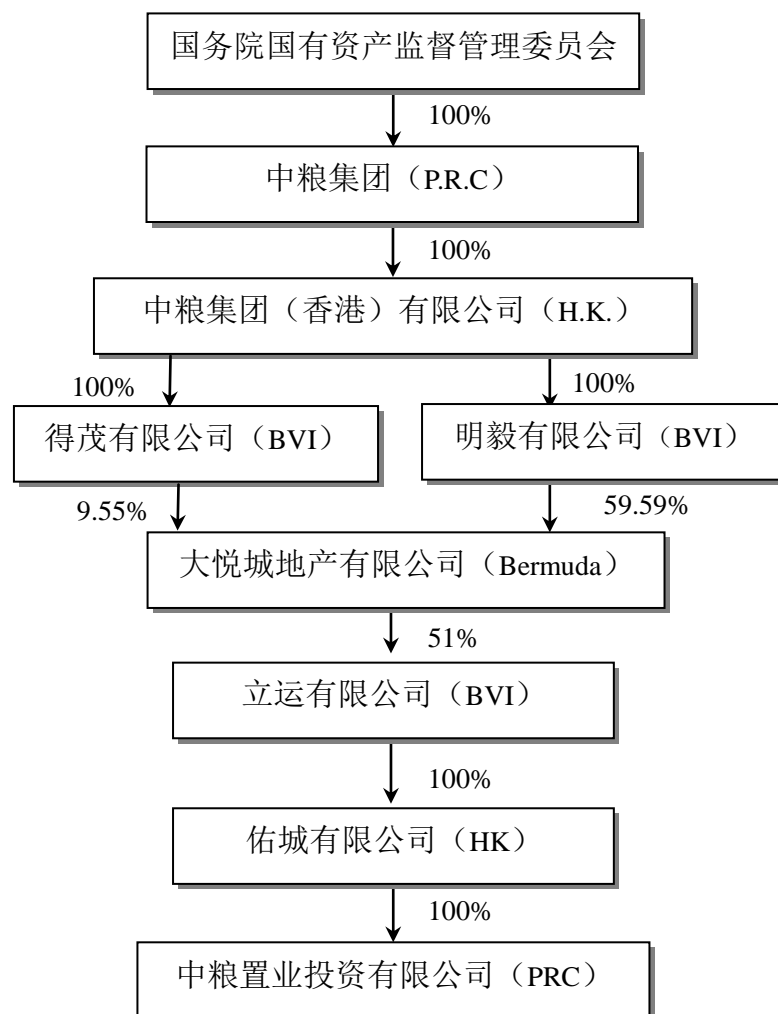 国务院国有资产监督管理委员会
100%
中粮集团（P.R.C）
100%
中粮集团（香港）有限公司（H.K.）
100%
100%
得茂有限公司（BVI）
明毅有限公司（BVI）
9.55%
59.59%
大悦城地产有限公司（Bermuda）
51%
立运有限公司（BVI）
100%
佑城有限公司（HK）
100%
中粮置业投资有限公司（PRC）